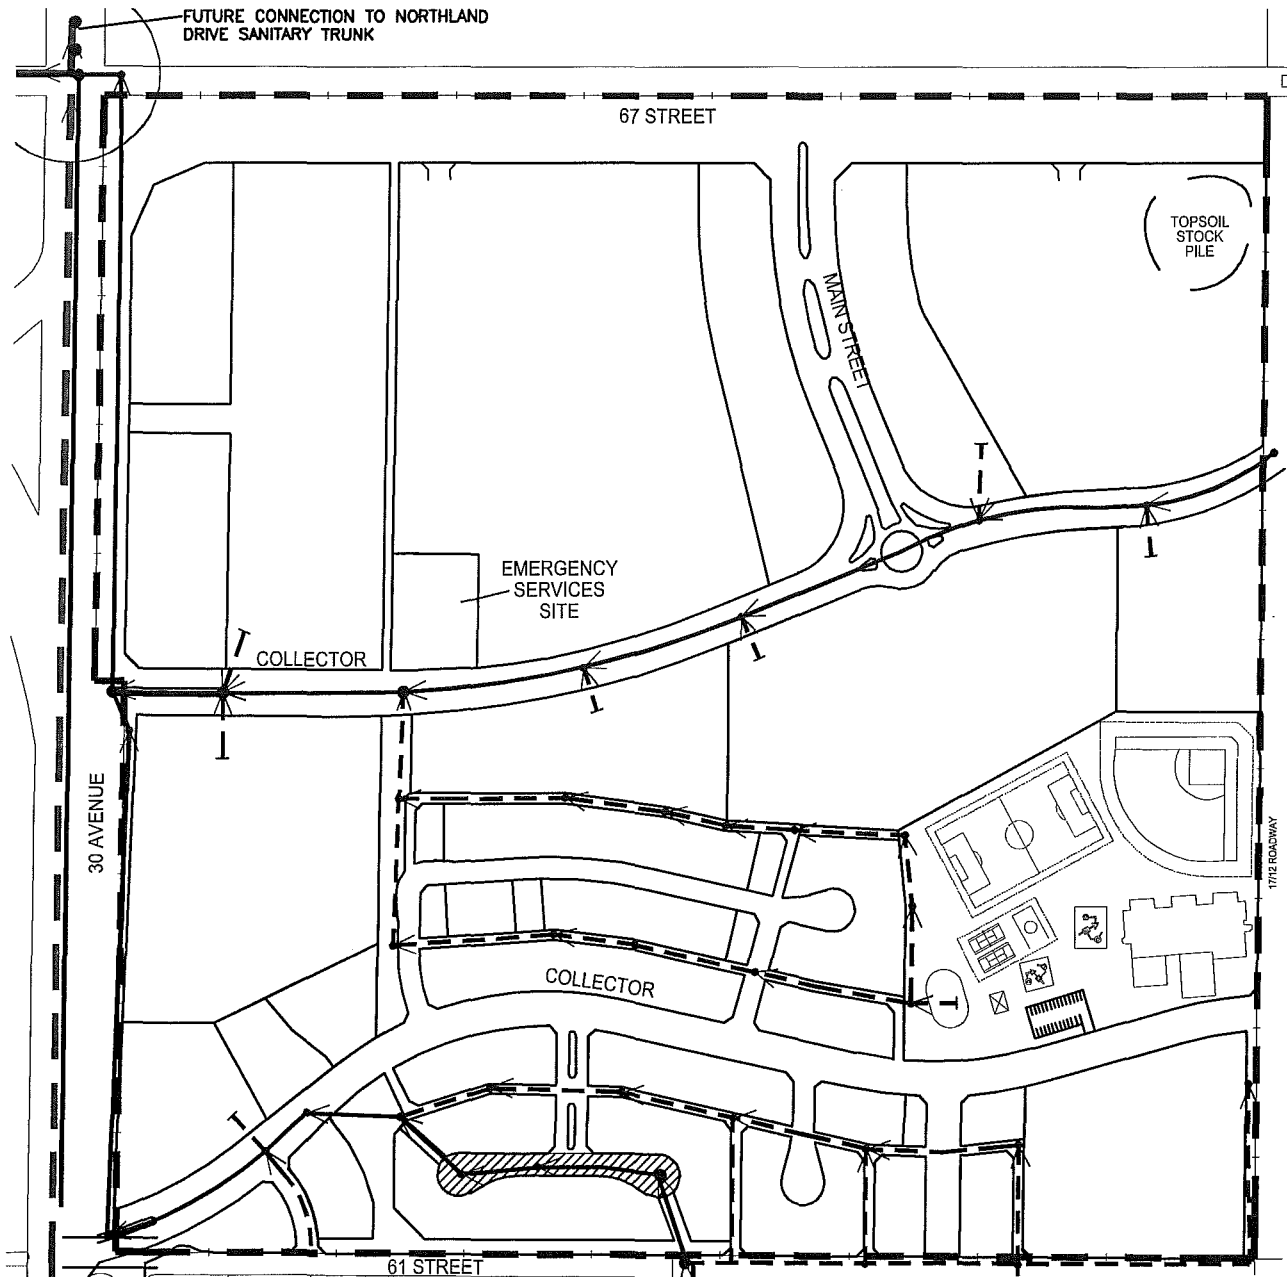 FUTURE CONNECTION TO NORTHLAND
DRIVE SANITARY TRUNK
67 STREET
TOPSOIL
STOCK
PILE
MAIN STREET
EMERGENCY
SERVICES
SITE
COLLECTOR
30 AVENUE
17/12 ROADWAY
COLLECTOR
61 STREET